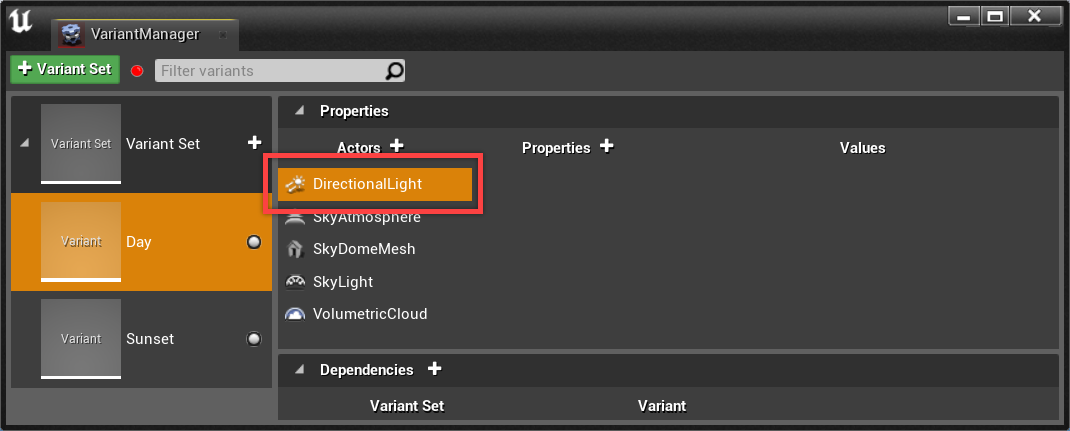 VariantManager
Variant Set
Filter variants
Variant Set
Variant Set
Variant
Day
Variant
Sunset
Properties
Actors
Properties
Values
DirectionalLight
SkyAtmosphere
SkyDomeMesh
SkyLight
VolumetricCloud
Dependencies
Variant Set
Variant